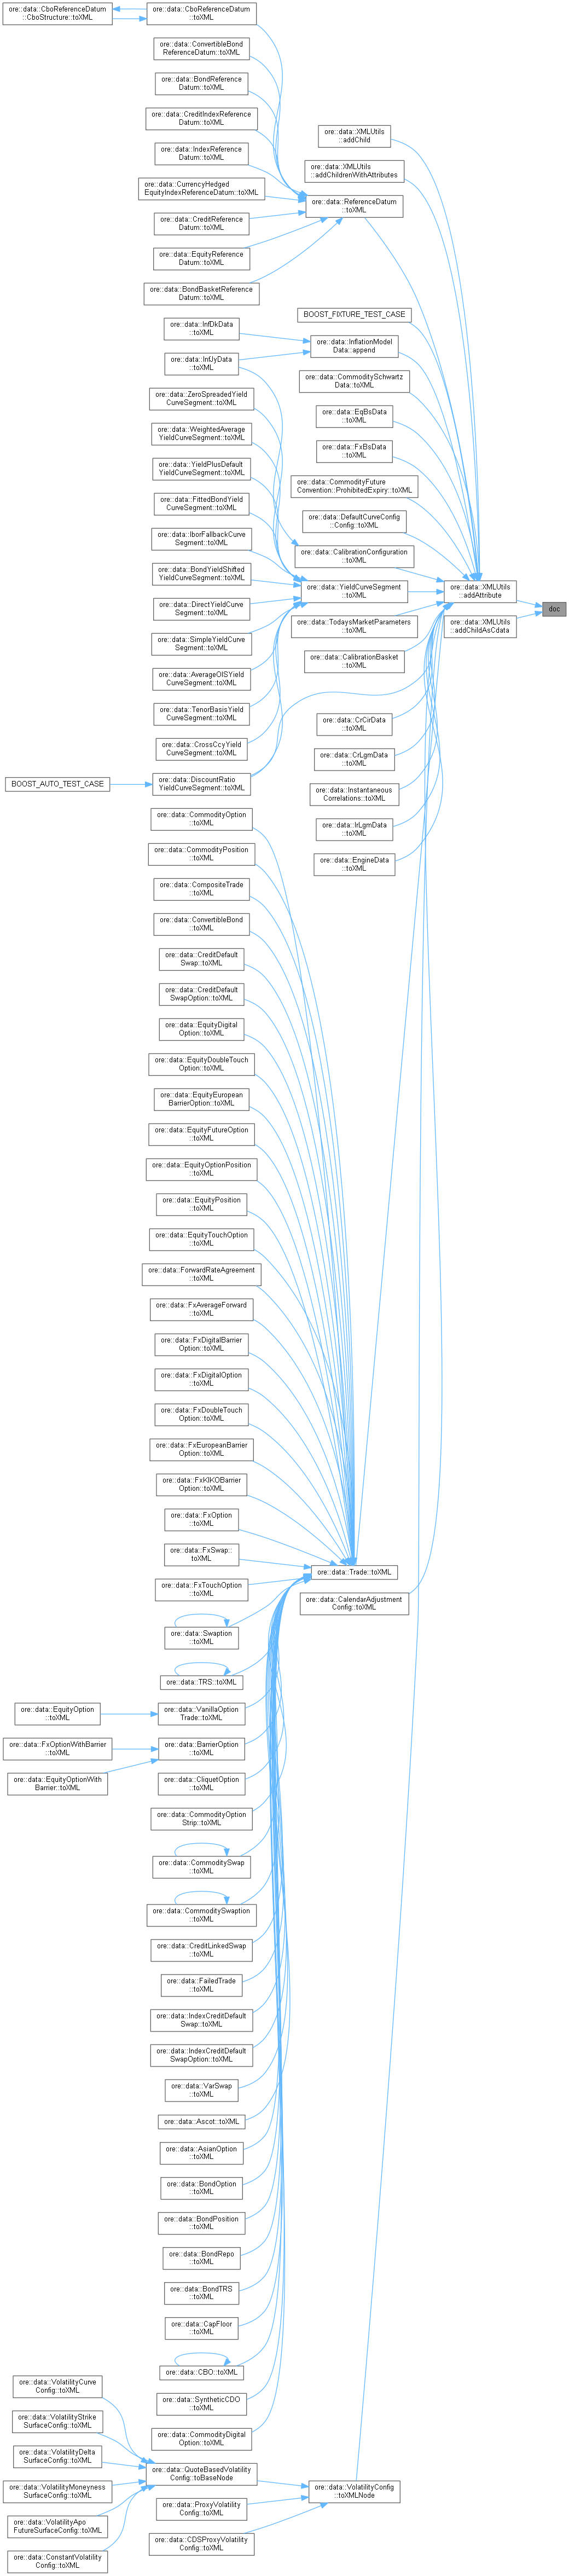 ore::data::CboReferenceDatum
::CboStructure::toXML
ore::data::CboReferenceDatum
::toXML
ore::data::ConvertibleBond
ReferenceDatum::toXML
ore::data::BondReference
Datum::toXML
ore::data::CreditIndexReference
Datum::toXML
ore::data::IndexReference
Datum::toXML
ore::data::CurrencyHedged
EquityIndexReferenceDatum::toXML
ore::data::CreditReference
Datum::toXML
ore::data::EquityReference
Datum::toXML
ore::data::BondBasketReference
Datum::toXML
ore::data::InfDkData
::toXML
ore::data::InfJyData
::toXML
ore::data::ZeroSpreadedYield
CurveSegment::toXML
ore::data::WeightedAverage
YieldCurveSegment::toXML
ore::data::YieldPlusDefault
YieldCurveSegment::toXML
ore::data::FittedBondYield
CurveSegment::toXML
ore::data::IborFallbackCurve
Segment::toXML
ore::data::BondYieldShifted
YieldCurveSegment::toXML
ore::data::DirectYieldCurve
Segment::toXML
ore::data::SimpleYieldCurve
Segment::toXML
ore::data::AverageOISYield
CurveSegment::toXML
ore::data::TenorBasisYield
CurveSegment::toXML
ore::data::CrossCcyYield
CurveSegment::toXML
BOOST_AUTO_TEST_CASE
ore::data::DiscountRatio
YieldCurveSegment::toXML
ore::data::CommodityOption
::toXML
ore::data::CommodityPosition
::toXML
ore::data::CompositeTrade
::toXML
ore::data::ConvertibleBond
::toXML
ore::data::CreditDefault
Swap::toXML
ore::data::CreditDefault
SwapOption::toXML
ore::data::EquityDigital
Option::toXML
ore::data::EquityDoubleTouch
Option::toXML
ore::data::EquityEuropean
BarrierOption::toXML
ore::data::EquityFutureOption
::toXML
ore::data::EquityOptionPosition
::toXML
ore::data::EquityPosition
::toXML
ore::data::EquityTouchOption
::toXML
ore::data::ForwardRateAgreement
::toXML
ore::data::FxAverageForward
::toXML
ore::data::FxDigitalBarrier
Option::toXML
ore::data::FxDigitalOption
::toXML
ore::data::FxDoubleTouch
Option::toXML
ore::data::FxEuropeanBarrier
Option::toXML
ore::data::FxKIKOBarrier
Option::toXML
ore::data::FxOption
::toXML
ore::data::FxSwap::
toXML
ore::data::FxTouchOption
::toXML
ore::data::Swaption
::toXML
ore::data::TRS::toXML
ore::data::EquityOption
::toXML
ore::data::VanillaOption
Trade::toXML
ore::data::FxOptionWithBarrier
::toXML
ore::data::BarrierOption
::toXML
ore::data::EquityOptionWith
Barrier::toXML
ore::data::CliquetOption
::toXML
ore::data::CommodityOption
Strip::toXML
ore::data::CommoditySwap
::toXML
ore::data::CommoditySwaption
::toXML
ore::data::CreditLinkedSwap
::toXML
ore::data::FailedTrade
::toXML
ore::data::IndexCreditDefault
Swap::toXML
ore::data::IndexCreditDefault
SwapOption::toXML
ore::data::VarSwap
::toXML
ore::data::Ascot::toXML
ore::data::AsianOption
::toXML
ore::data::BondOption
::toXML
ore::data::BondPosition
::toXML
ore::data::BondRepo
::toXML
ore::data::BondTRS
::toXML
ore::data::CapFloor
::toXML
ore::data::CBO::toXML
ore::data::SyntheticCDO
::toXML
ore::data::CommodityDigital
Option::toXML
ore::data::VolatilityCurve
Config::toXML
ore::data::VolatilityStrike
SurfaceConfig::toXML
ore::data::VolatilityDelta
SurfaceConfig::toXML
ore::data::VolatilityMoneyness
SurfaceConfig::toXML
ore::data::VolatilityApo
FutureSurfaceConfig::toXML
ore::data::ConstantVolatility
Config::toXML
ore::data::QuoteBasedVolatility
Config::toBaseNode
ore::data::ProxyVolatility
Config::toXML
ore::data::CDSProxyVolatility
Config::toXML
ore::data::XMLUtils
::addChild
ore::data::XMLUtils
::addChildrenWithAttributes
ore::data::ReferenceDatum
::toXML
BOOST_FIXTURE_TEST_CASE
ore::data::InflationModel
Data::append
ore::data::CommoditySchwartz
Data::toXML
ore::data::EqBsData
::toXML
ore::data::FxBsData
::toXML
ore::data::CommodityFuture
Convention::ProhibitedExpiry::toXML
ore::data::DefaultCurveConfig
::Config::toXML
ore::data::CalibrationConfiguration
::toXML
ore::data::YieldCurveSegment
::toXML
ore::data::TodaysMarketParameters
::toXML
ore::data::CalibrationBasket
::toXML
ore::data::CrCirData
::toXML
ore::data::CrLgmData
::toXML
ore::data::Instantaneous
Correlations::toXML
ore::data::IrLgmData
::toXML
ore::data::EngineData
::toXML
ore::data::Trade::toXML
ore::data::CalendarAdjustment
Config::toXML
ore::data::VolatilityConfig
::toXMLNode
ore::data::XMLUtils
::addAttribute
ore::data::XMLUtils
::addChildAsCdata
doc